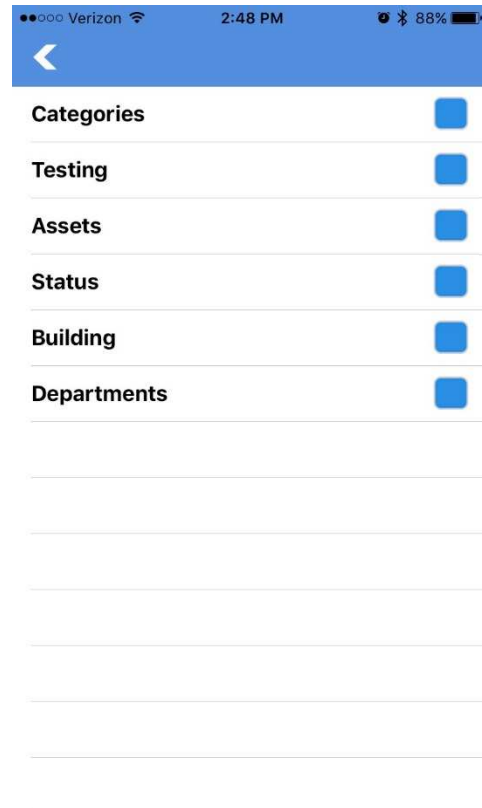 Verizon 2:48 PM 88%
Categories
Testing
Assets
Status
Building
Departments